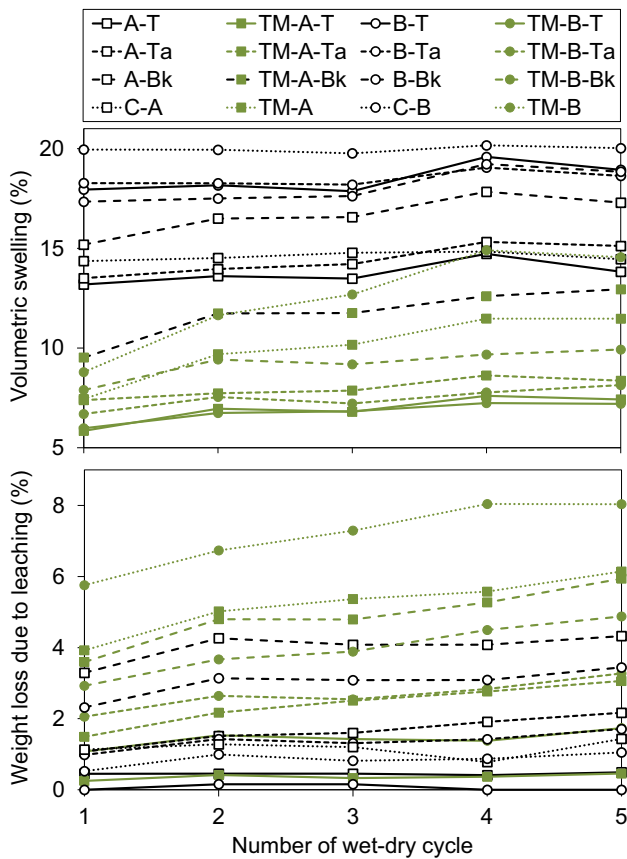 A-T TM-A-T B-T TM-B-T
A-Ta TM-A-Ta B-Ta TM-B-Ta
A-Bk TM-A-Bk B-Bk TM-B-Bk
C-A TM-A C-B TM-B
Volumetric swelling (%)
20
15
10
5
Weight loss due to leaching (%)
8
6
4
2
0
1 2 3 4 5
Number of wet-dry cycle